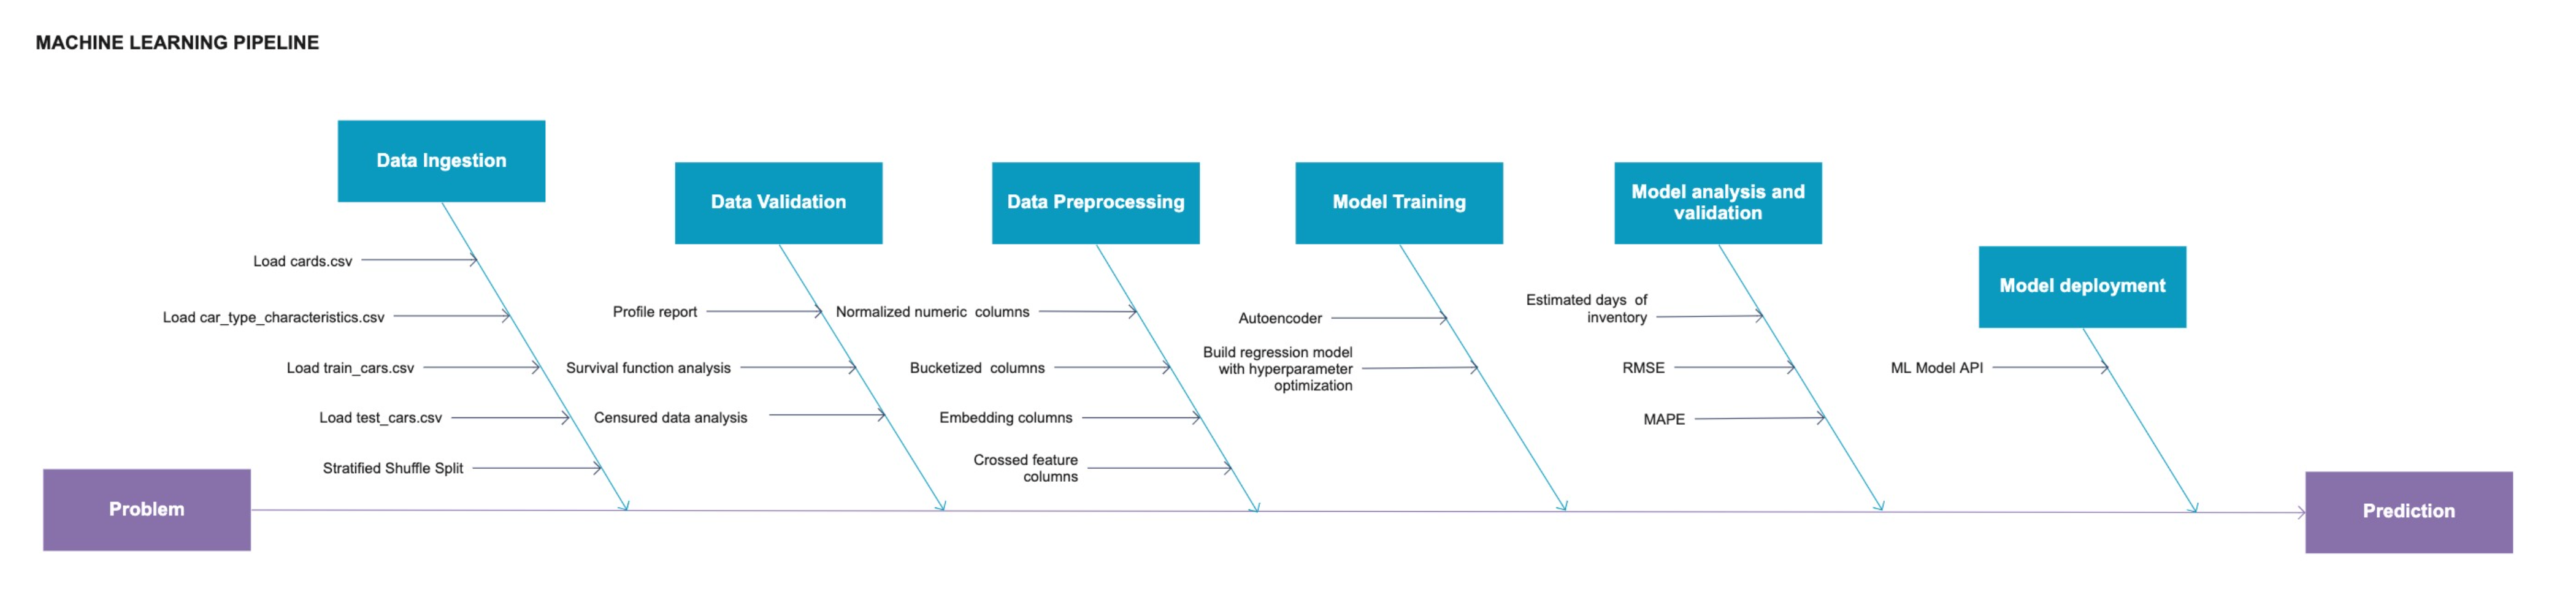 MACHINE LEARNING PIPELINE
Data Ingestion
Load cards.csv
Load car_type_characteristics.csv
Load train_cars.csv
Load test_cars.csv
Stratified Shuffle Split
Data Validation
Profile report
Survival function analysis
Censured data analysis
Data Preprocessing
Normalized numeric columns
Bucketized columns
Embedding columns
Crossed feature
columns
Model Training
Autoencoder
Build regression model
with hyperparameter
optimization
Model analysis and
validation
Estimated days of
inventory
RMSE
MAPE
Model deployment
ML Model API
Problem
Prediction